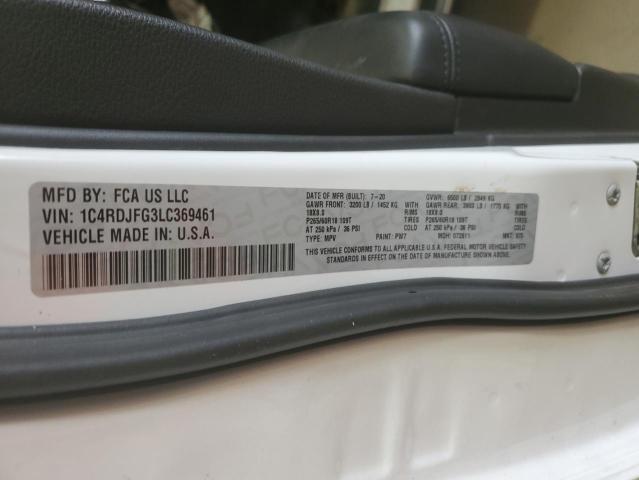 MFD BY: FCA US LLC
VIN: 1C4RDJFG3LC369461
VEHICLE MADE IN: U.S.A.
DATE OF MFR (BUILT): 7-20 GVWR: 6500 LB / 2949 KG
GAWR FRONT: 3200 LB / 1452 KG WITH GAWR REAR: 3900 LB / 1770 KG WITH
18X8.0 RIMS 18X8.0 RIMS
P265/60R18 109T TIRES P265/60R18 109T TIRES
AT 250 kPa / 36 PSI AT 250 kPa / 36 PSI
TYPE: MPV PAINT: PW7 MDH: 072811 MKT:
CONFORMS TO ALL APPLICABLE U.S.A. FEDERAL MOTOR VEHICLE SAFETY
STANDARDS IN EFFECT ON THE DATE OF MANUFACTURE SHOWN ABOVE.